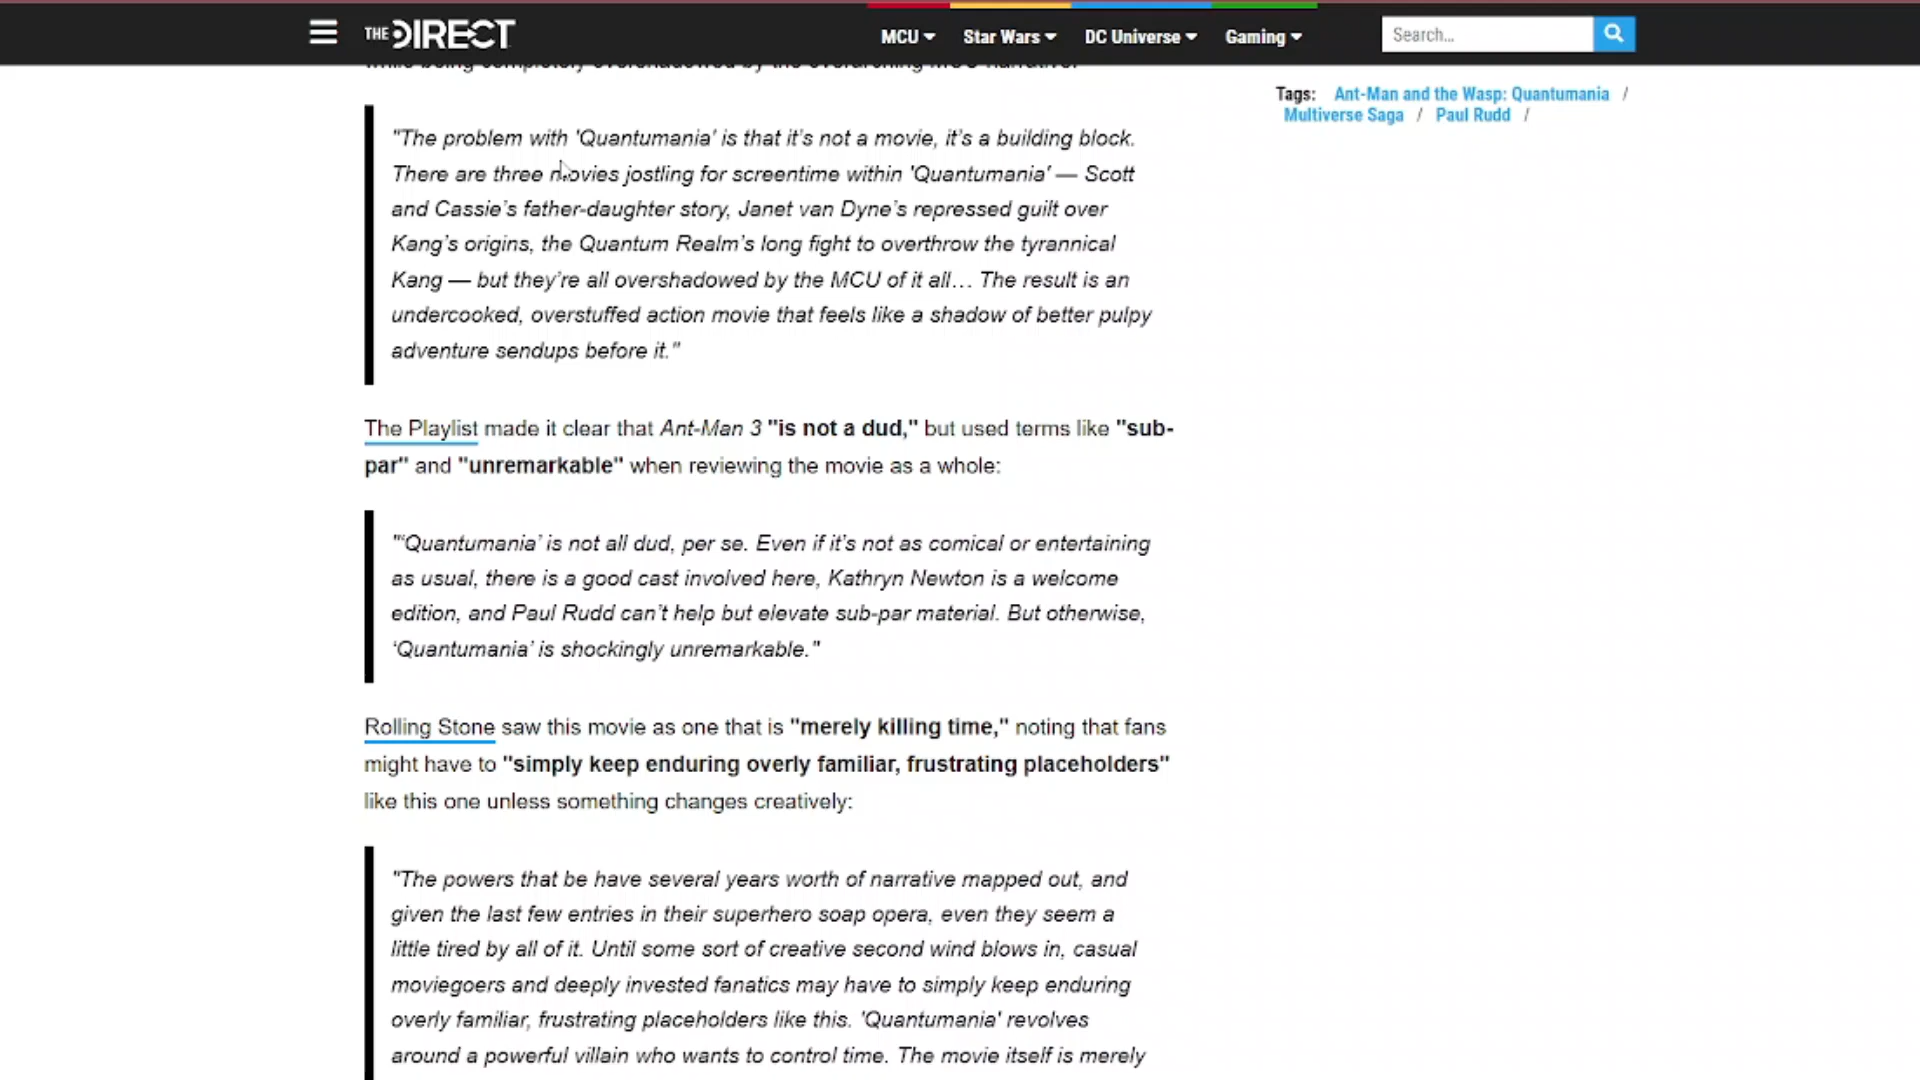 THE DIRECT
MCU
Star Wars
DC Universe
Gaming
Search...
while being completely overshadowed by the overarching MCU narrative:
"The problem with 'Quantumania' is that it's not a movie, it's a building block.
There are three movies jostling for screentime within 'Quantumania' — Scott
and Cassie's father-daughter story, Janet van Dyne's repressed guilt over
Kang's origins, the Quantum Realm's long fight to overthrow the tyrannical
Kang — but they're all overshadowed by the MCU of it all… The result is an
undercooked, overstuffed action movie that feels like a shadow of better pulpy
adventure sendups before it."
The Playlist made it clear that Ant-Man 3 "is not a dud," but used terms like "sub-
par" and "unremarkable" when reviewing the movie as a whole:
"'Quantumania' is not all dud, per se. Even if it's not as comical or entertaining
as usual, there is a good cast involved here, Kathryn Newton is a welcome
edition, and Paul Rudd can't help but elevate sub-par material. But otherwise,
'Quantumania' is shockingly unremarkable."
Rolling Stone saw this movie as one that is "merely killing time," noting that fans
might have to "simply keep enduring overly familiar, frustrating placeholders"
like this one unless something changes creatively:
"The powers that be have several years worth of narrative mapped out, and
given the last few entries in their superhero soap opera, even they seem a
little tired by all of it. Until some sort of creative second wind blows in, casual
moviegoers and deeply invested fanatics may have to simply keep enduring
overly familiar, frustrating placeholders like this. 'Quantumania' revolves
around a powerful villain who wants to control time. The movie itself is merely
Tags: Ant-Man and the Wasp: Quantumania /
Multiverse Saga / Paul Rudd /